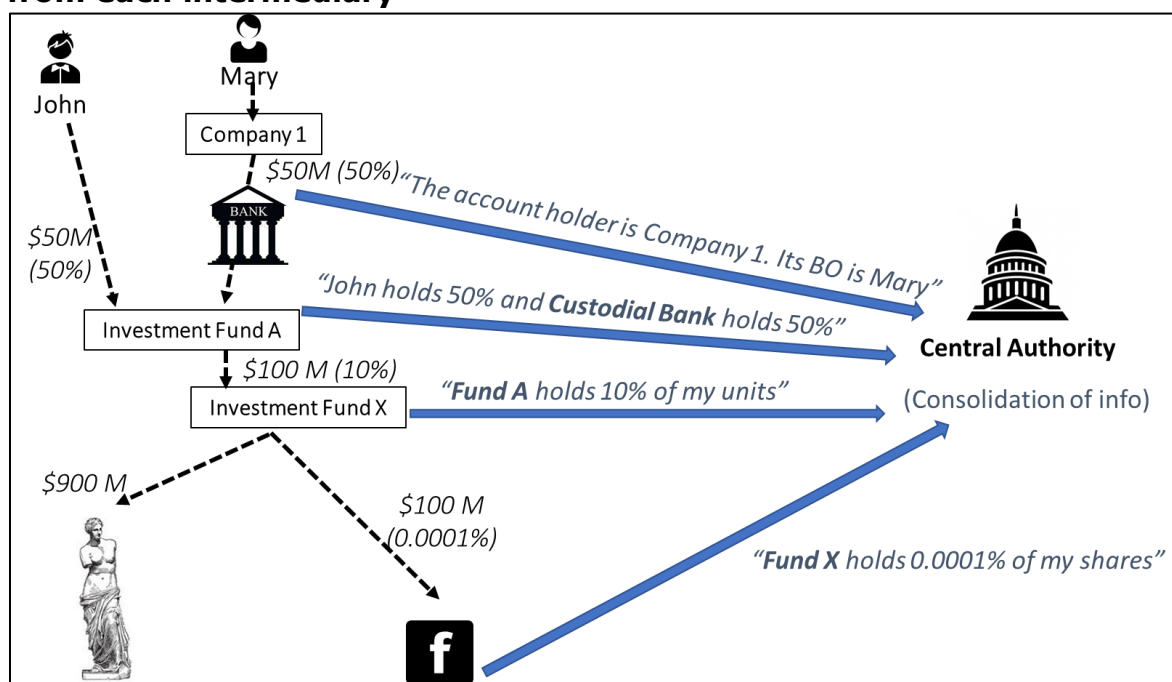 from each intermediary
Mary
John
Company 1
$50M (50%)
“The account holder is Company 1. Its BO is Mary”
BANK
$50M
(50%)
“John holds 50% and Custodial Bank holds 50%”
Investment Fund A
Central Authority
$100 M (10%)
“Fund A holds 10% of my units”
(Consolidation of info)
Investment Fund X
$900 M
$100 M
(0.0001%)
“Fund X holds 0.0001% of my shares”
f